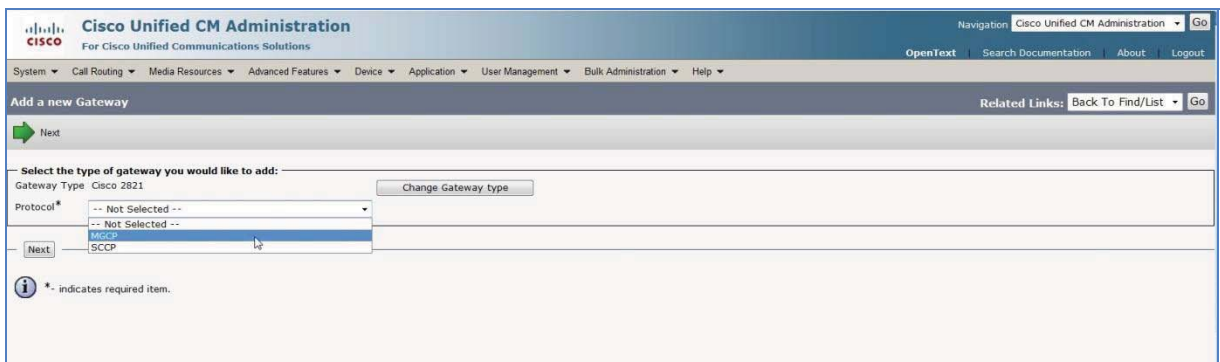 CISCO
Cisco Unified CM Administration
For Cisco Unified Communications Solutions
Navigation Cisco Unified CM Administration Go
OpenText | Search Documentation | About | Logout
System Call Routing Media Resources Advanced Features Device Application User Management Bulk Administration Help
Add a new Gateway
Related Links: Back To Find/List Go
Next
Select the type of gateway you would like to add:
Gateway Type Cisco 2821 Change Gateway type
Protocol* -- Not Selected --
-- Not Selected --
MGCP
SCCP
Next
i *- indicates required item.